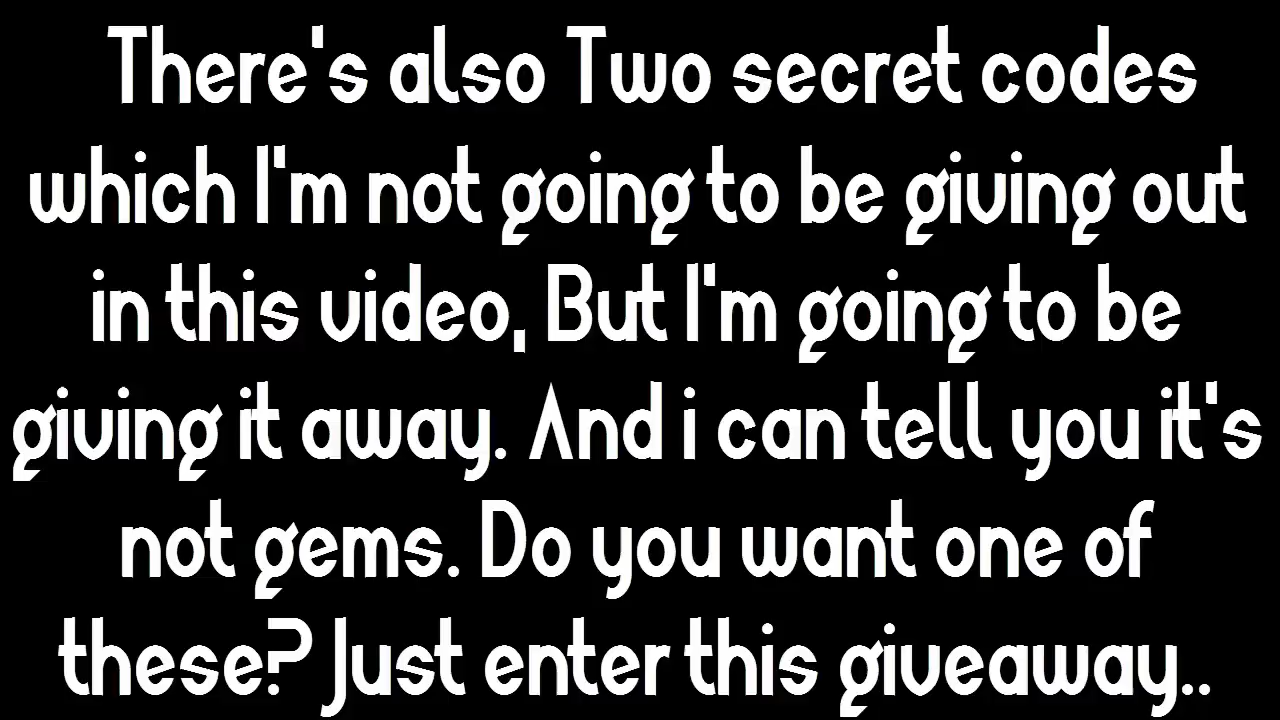 There's also Two secret codes
which I'm not going to be giving out
in this video, But I'm going to be
giving it away. And i can tell you it's
not gems. Do you want one of
these? Just enter this giveaway..